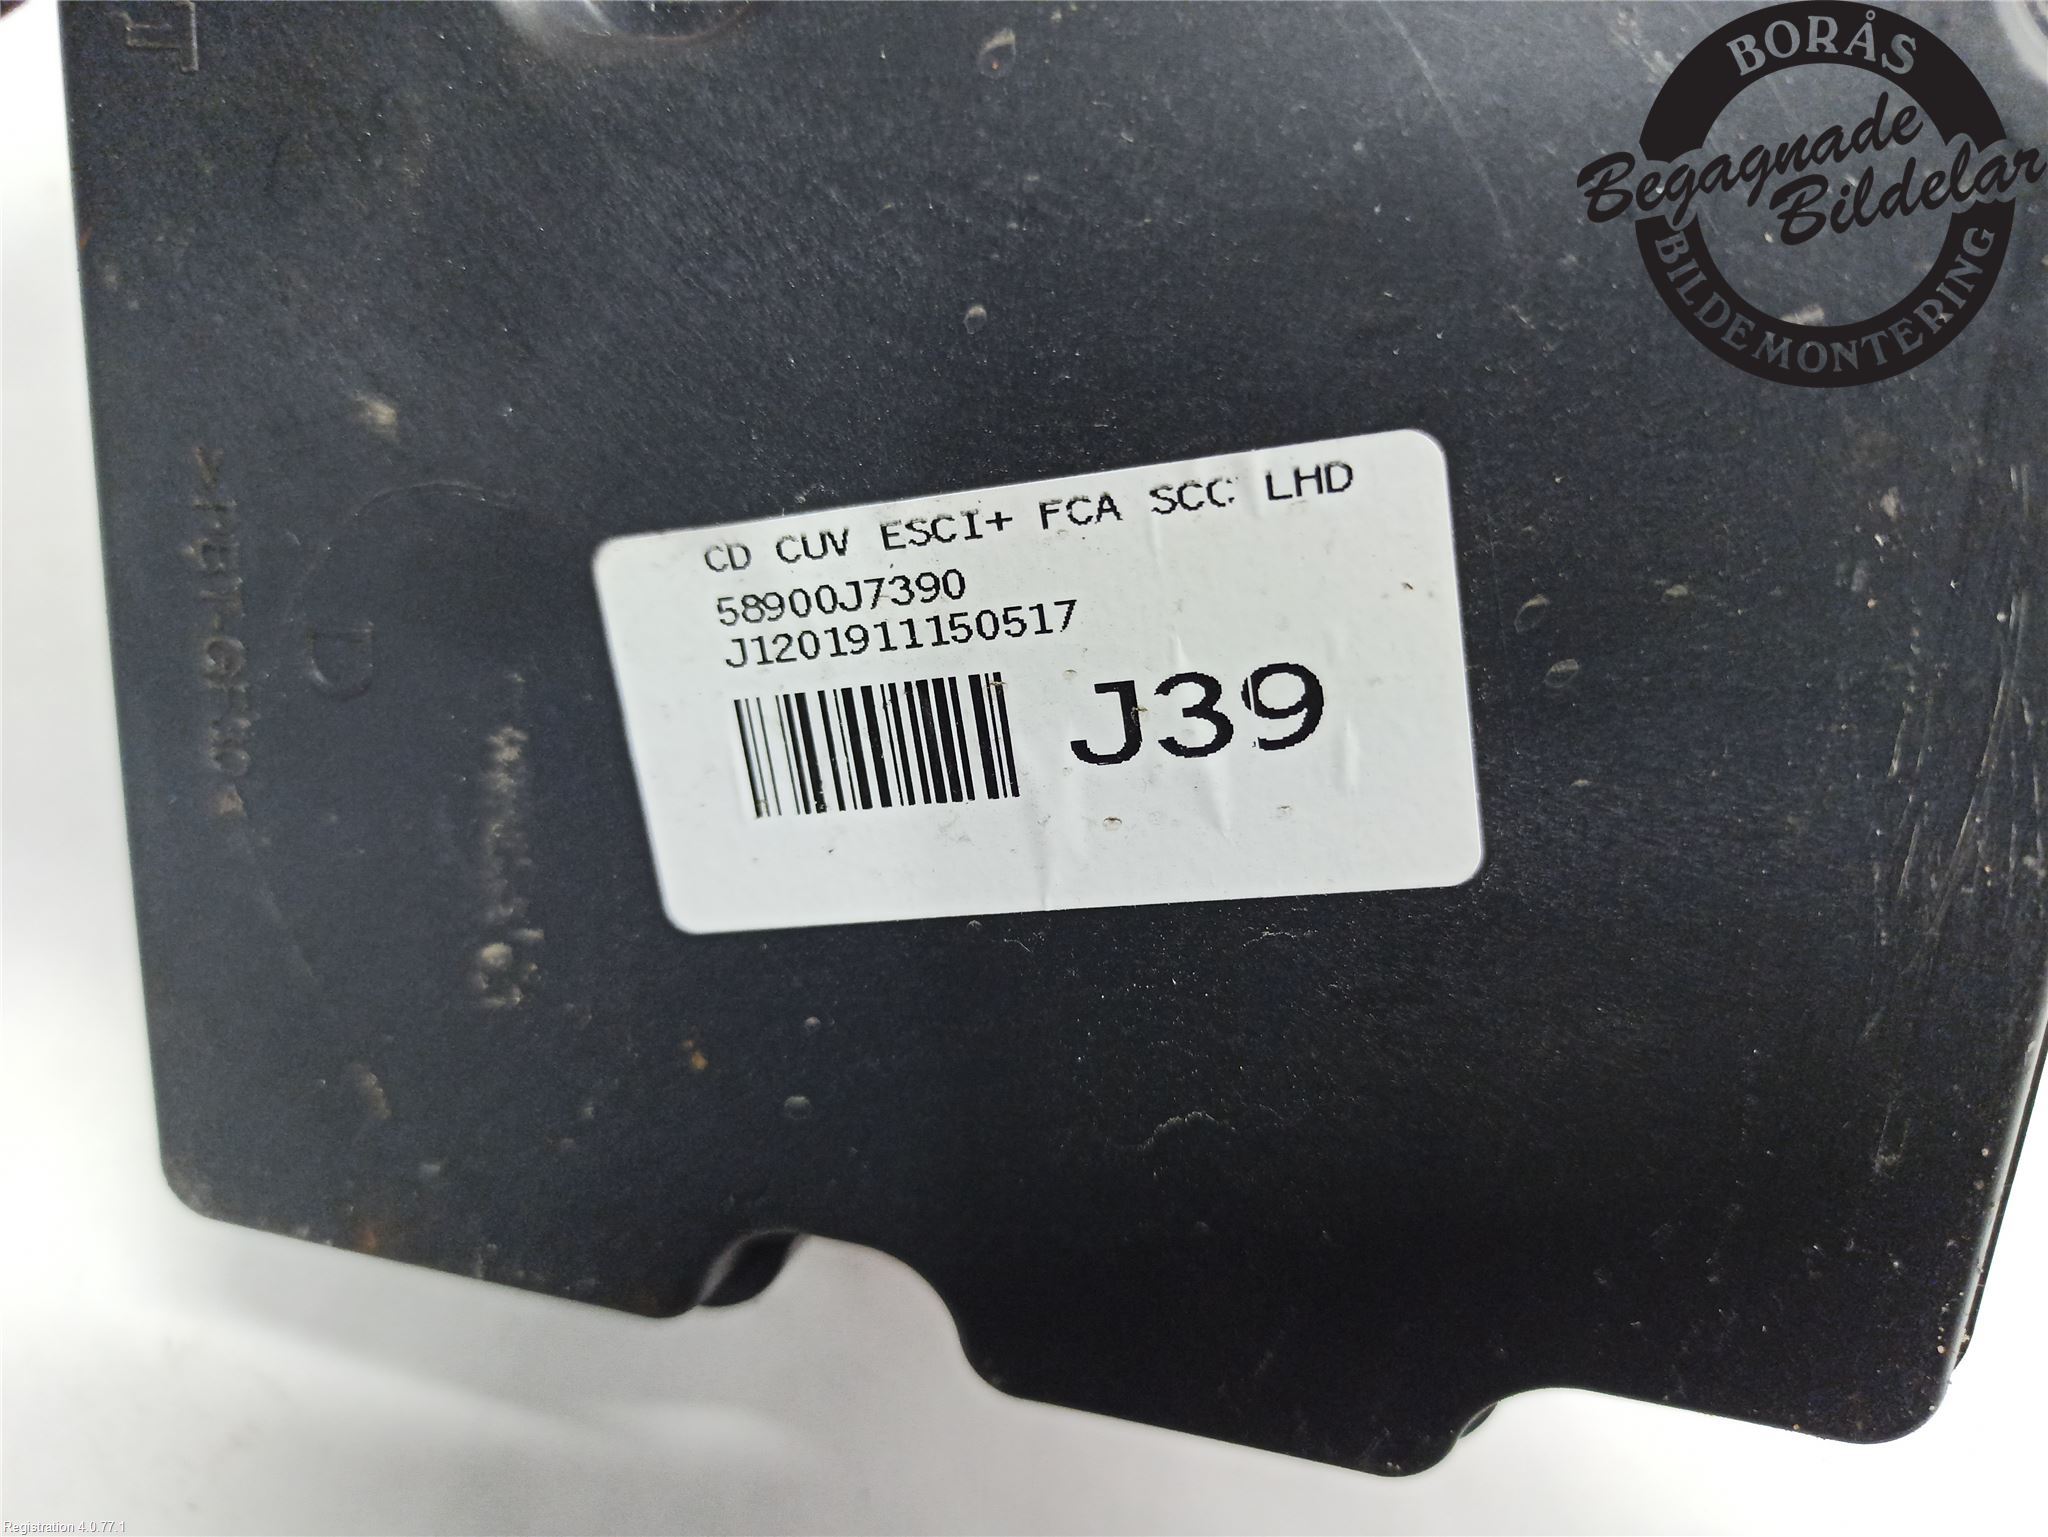 BORÅS
Begagnade
Bildelar
BILDEMONTERING
CD CUV ESCI+ FCA SCC LHD
58900J7390
J1201911150517
J39
Registration 4.0.77.1